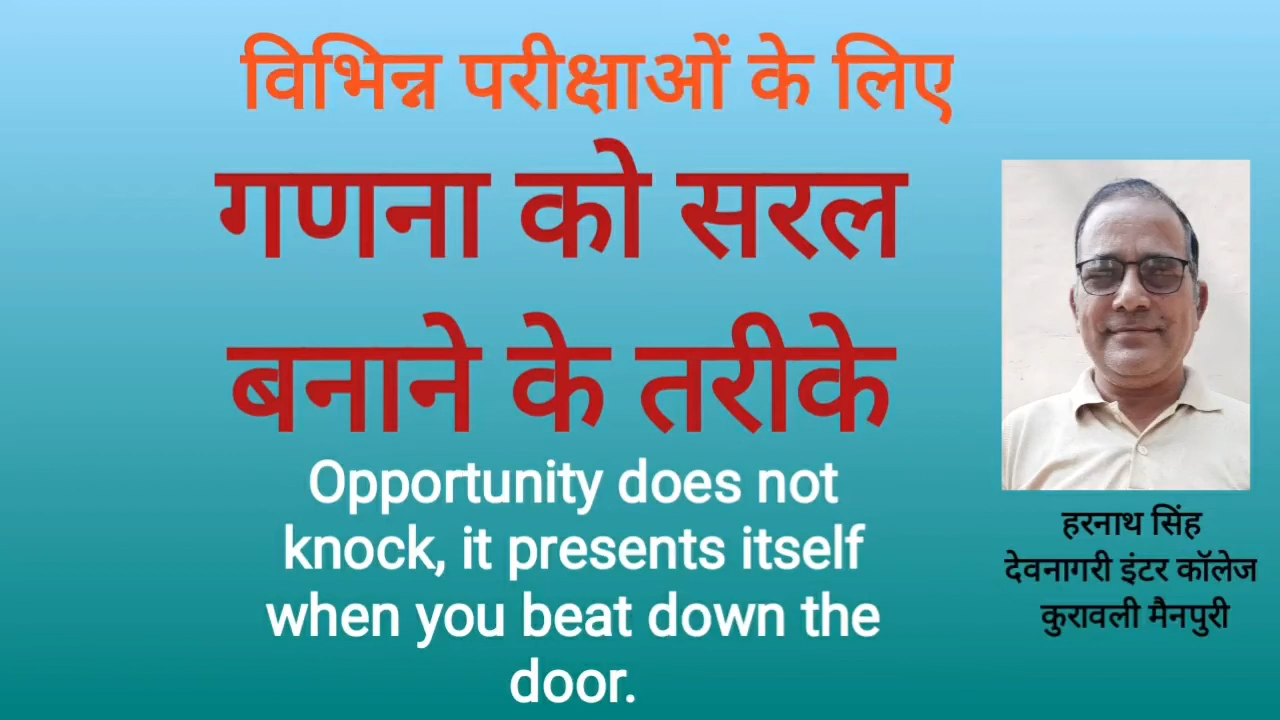 विभिन्न परीक्षाओं के लिए
गणना को सरल
बनाने के तरीके
Opportunity does not
knock, it presents itself
when you beat down the
door.
हरनाथ सिंह
देवनागरी इंटर कॉलेज
कुरावली मैनपुरी